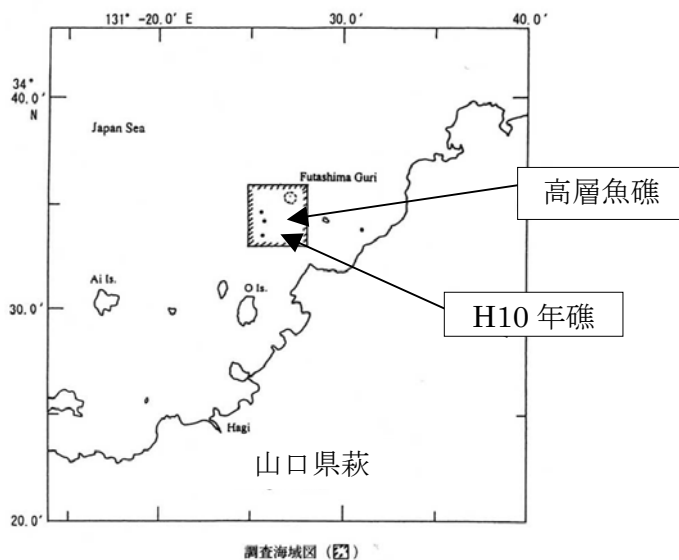 131° -20.0' E
30.0'
40.0'
34°
40.0'
N
Japan Sea
Futashima Guri
高層魚礁
Ai Is.
O Is.
30.0'
H10 年礁
Hagi
山口県萩
20.0'
調査海域図 ( )